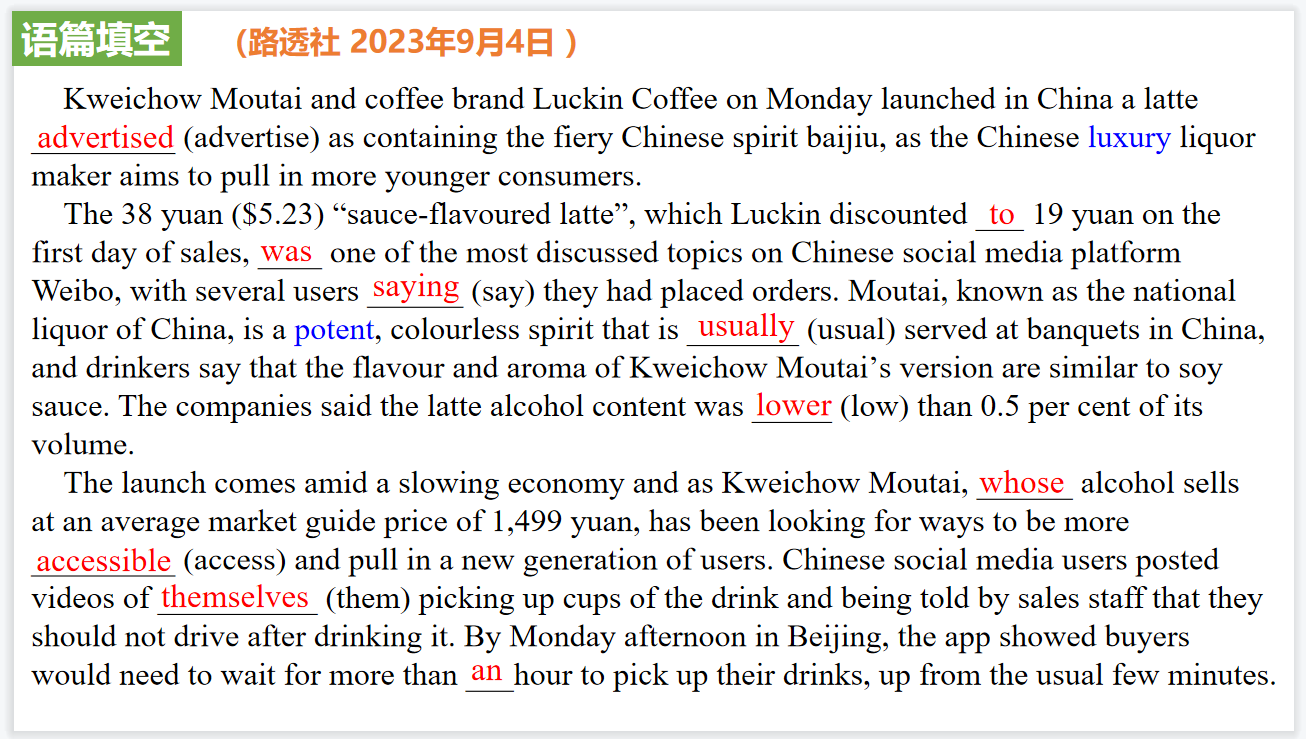 语篇填空 (路透社 2023年9月4日 )
Kweichow Moutai and coffee brand Luckin Coffee on Monday launched in China a latte
advertised (advertise) as containing the fiery Chinese spirit baijiu, as the Chinese luxury liquor
maker aims to pull in more younger consumers.
The 38 yuan ($5.23) “sauce-flavoured latte”, which Luckin discounted to 19 yuan on the
first day of sales, was one of the most discussed topics on Chinese social media platform
Weibo, with several users saying (say) they had placed orders. Moutai, known as the national
liquor of China, is a potent, colourless spirit that is usually (usual) served at banquets in China,
and drinkers say that the flavour and aroma of Kweichow Moutai’s version are similar to soy
sauce. The companies said the latte alcohol content was lower (low) than 0.5 per cent of its
volume.
The launch comes amid a slowing economy and as Kweichow Moutai, whose alcohol sells
at an average market guide price of 1,499 yuan, has been looking for ways to be more
accessible (access) and pull in a new generation of users. Chinese social media users posted
videos of themselves (them) picking up cups of the drink and being told by sales staff that they
should not drive after drinking it. By Monday afternoon in Beijing, the app showed buyers
would need to wait for more than an hour to pick up their drinks, up from the usual few minutes.